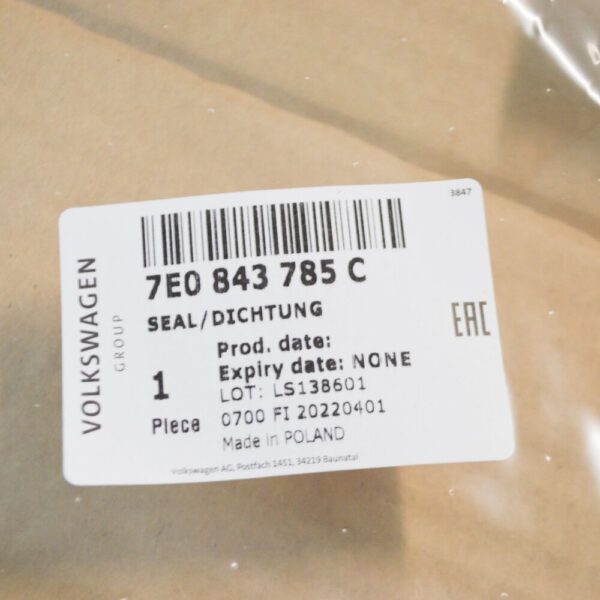 3847
VOLKSWAGEN
GROUP
7E0 843 785 C
SEAL/DICHTUNG
EAC
Prod. date:
Expiry date: NONE
1
LOT: LS138601
Piece
0700 FI 20220401
Made in POLAND
Volkswagen AG, Postfach 1451, 34219 Baunatal